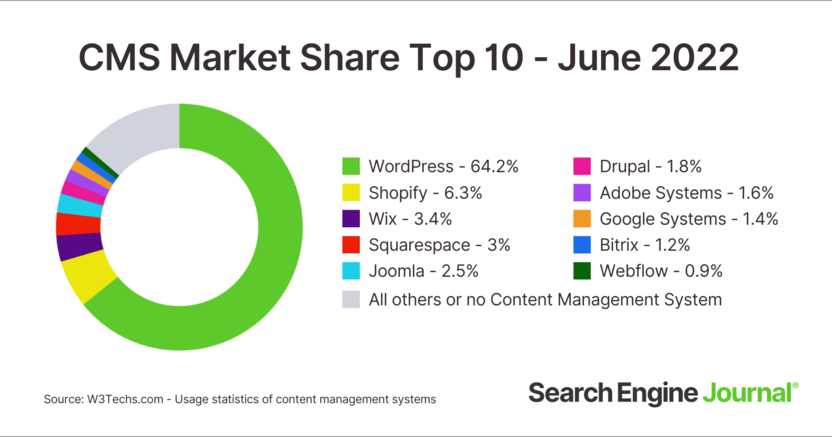 CMS Market Share Top 10 - June 2022
WordPress - 64.2%
Shopify - 6.3%
Wix - 3.4%
Squarespace - 3%
Joomla - 2.5%
Drupal - 1.8%
Adobe Systems - 1.6%
Google Systems - 1.4%
Bitrix - 1.2%
Webflow - 0.9%
All others or no Content Management System
Source: W3Techs.com - Usage statistics of content management systems
Search Engine Journal®